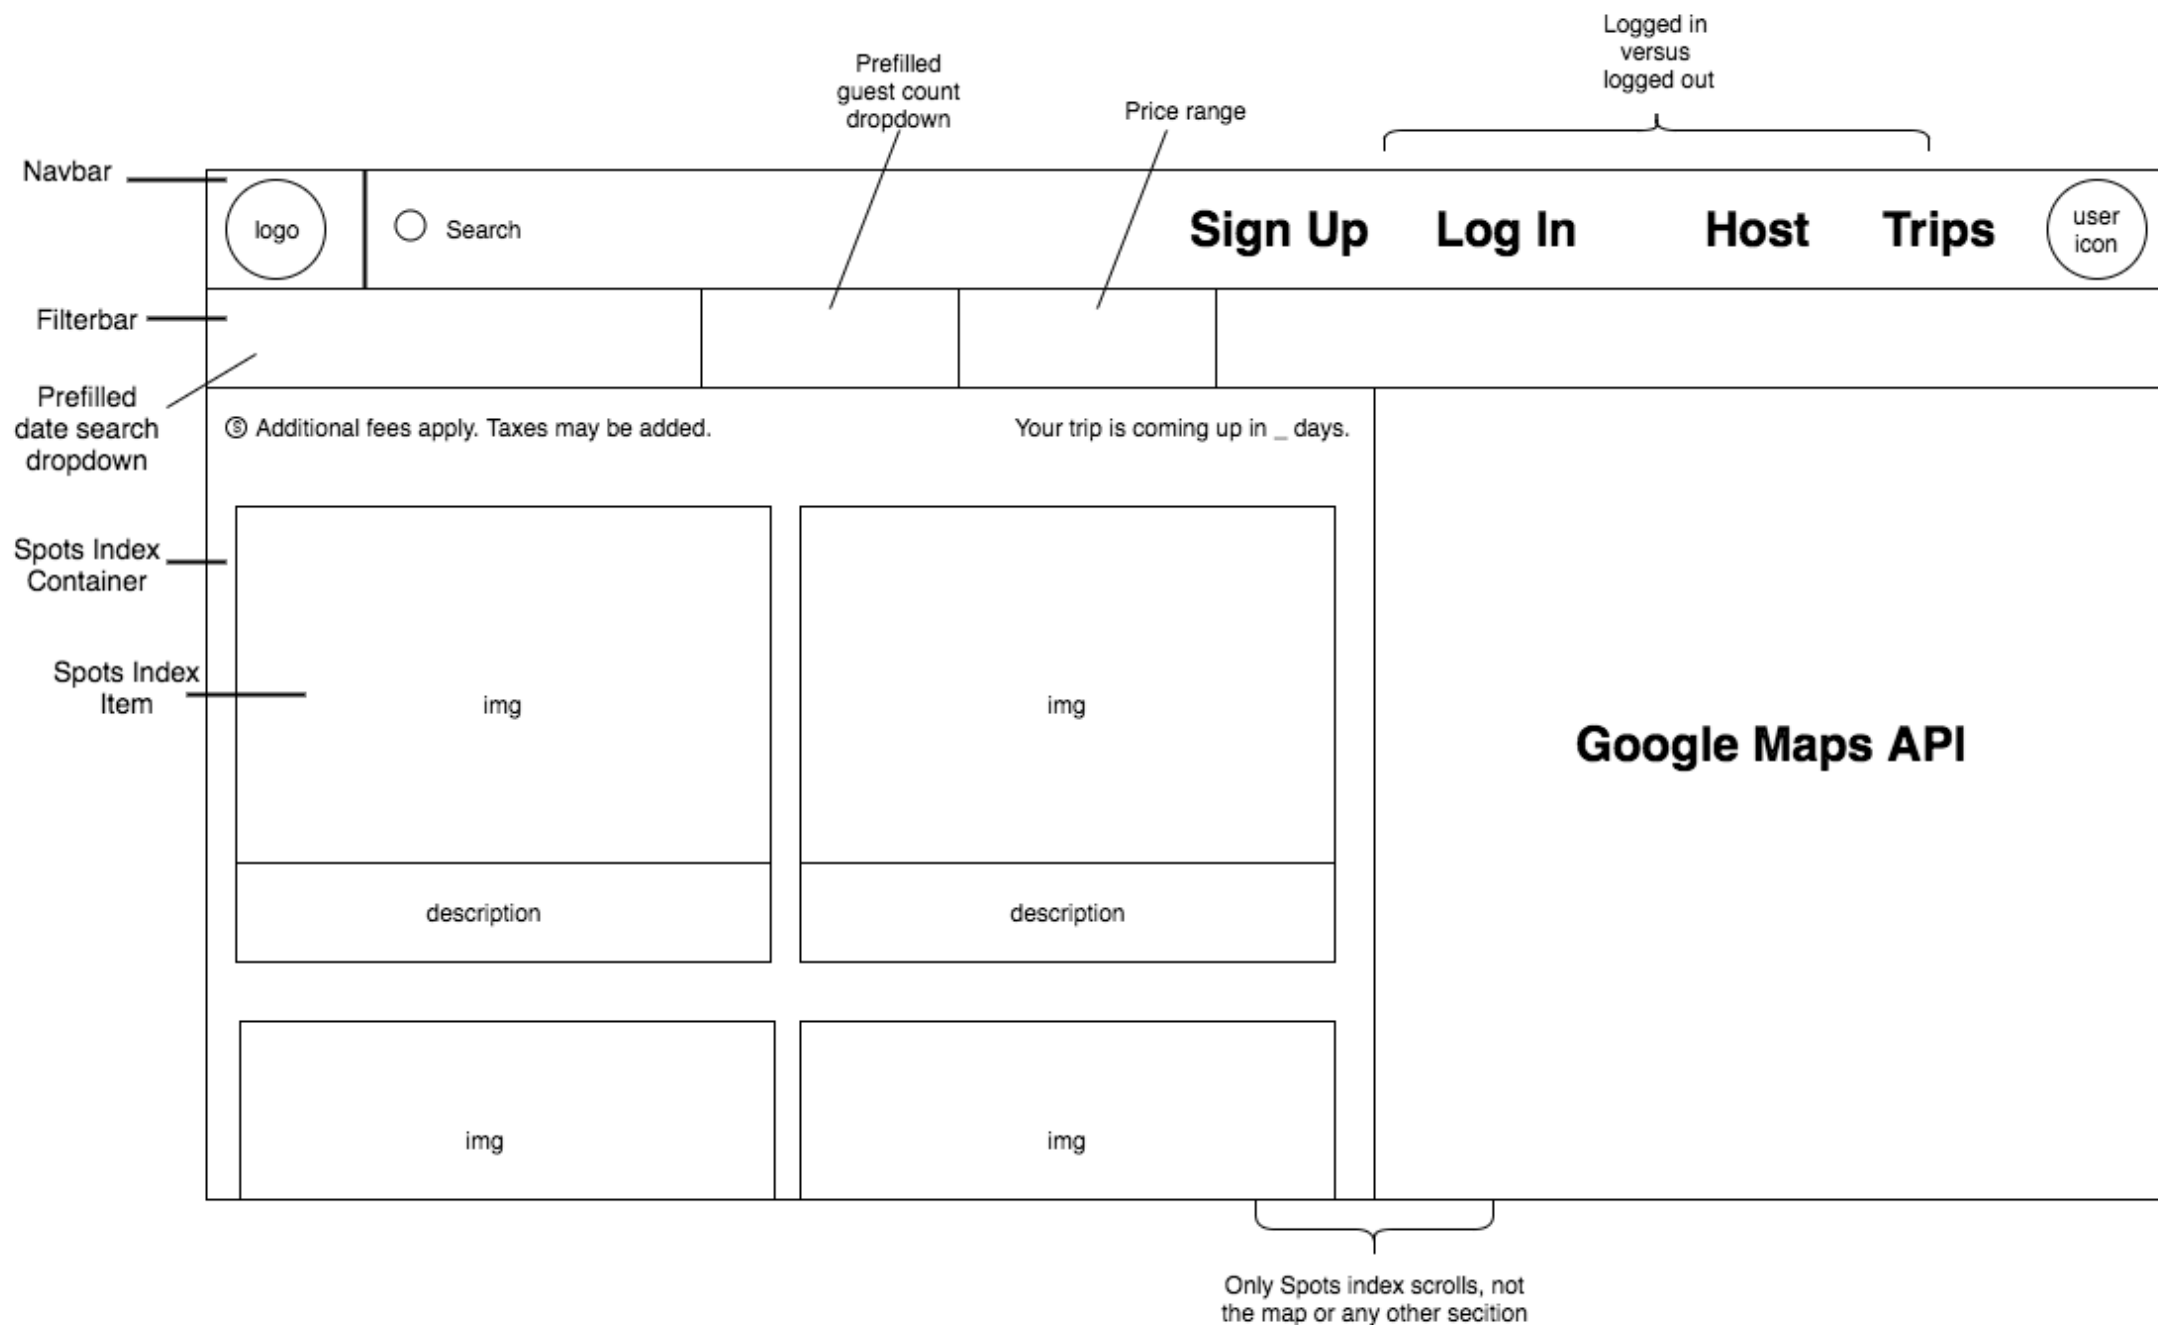 Logged in
versus
logged out
Prefilled
guest count
dropdown
Price range
Navbar
logo
Search
Sign Up
Log In
Host
Trips
user
icon
Filterbar
Prefilled
date search
dropdown
Ⓢ Additional fees apply. Taxes may be added.
Your trip is coming up in _ days.
Spots Index
Container
Spots Index
Item
img
img
Google Maps API
description
description
img
img
Only Spots index scrolls, not
the map or any other secition